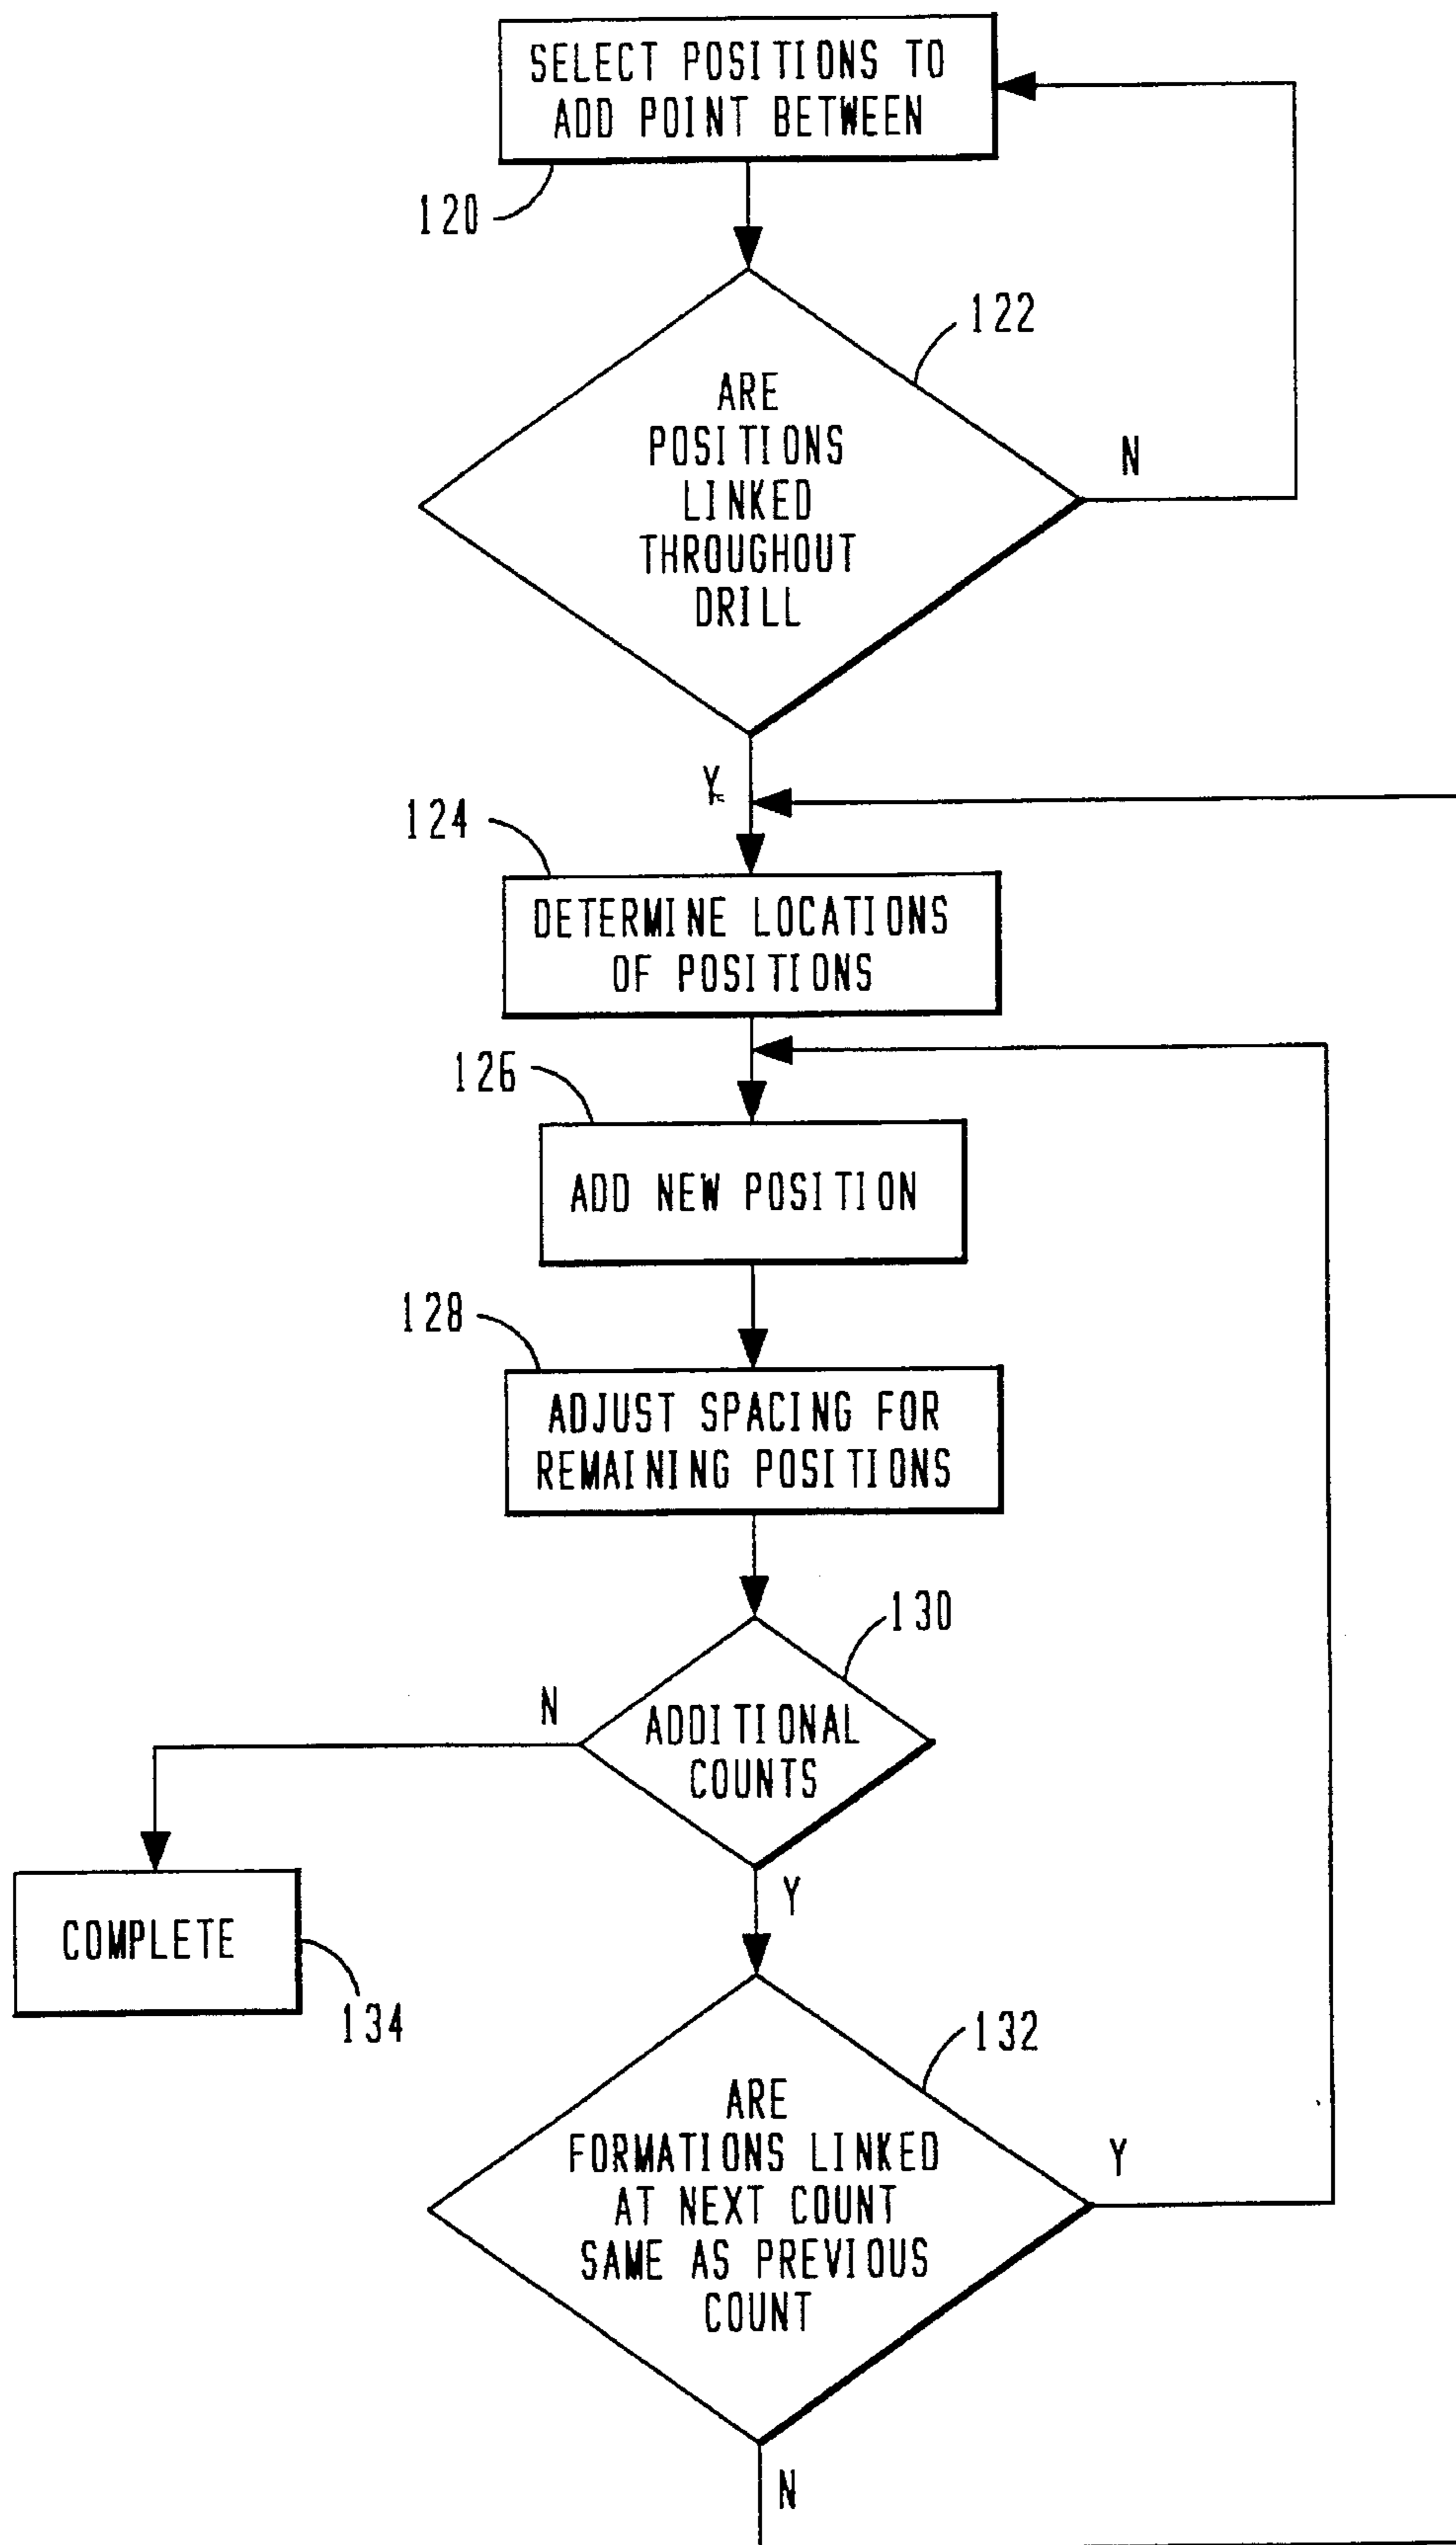 SELECT POSITIONS TO
ADD POINT BETWEEN
120
122
ARE
POSITIONS
LINKED
THROUGHOUT
DRILL
N
Y
124
DETERMINE LOCATIONS
OF POSITIONS
126
ADD NEW POSITION
128
ADJUST SPACING FOR
REMAINING POSITIONS
130
N
ADDITIONAL
COUNTS
Y
COMPLETE
134
132
ARE
FORMATIONS LINKED
AT NEXT COUNT
SAME AS PREVIOUS
COUNT
Y
N